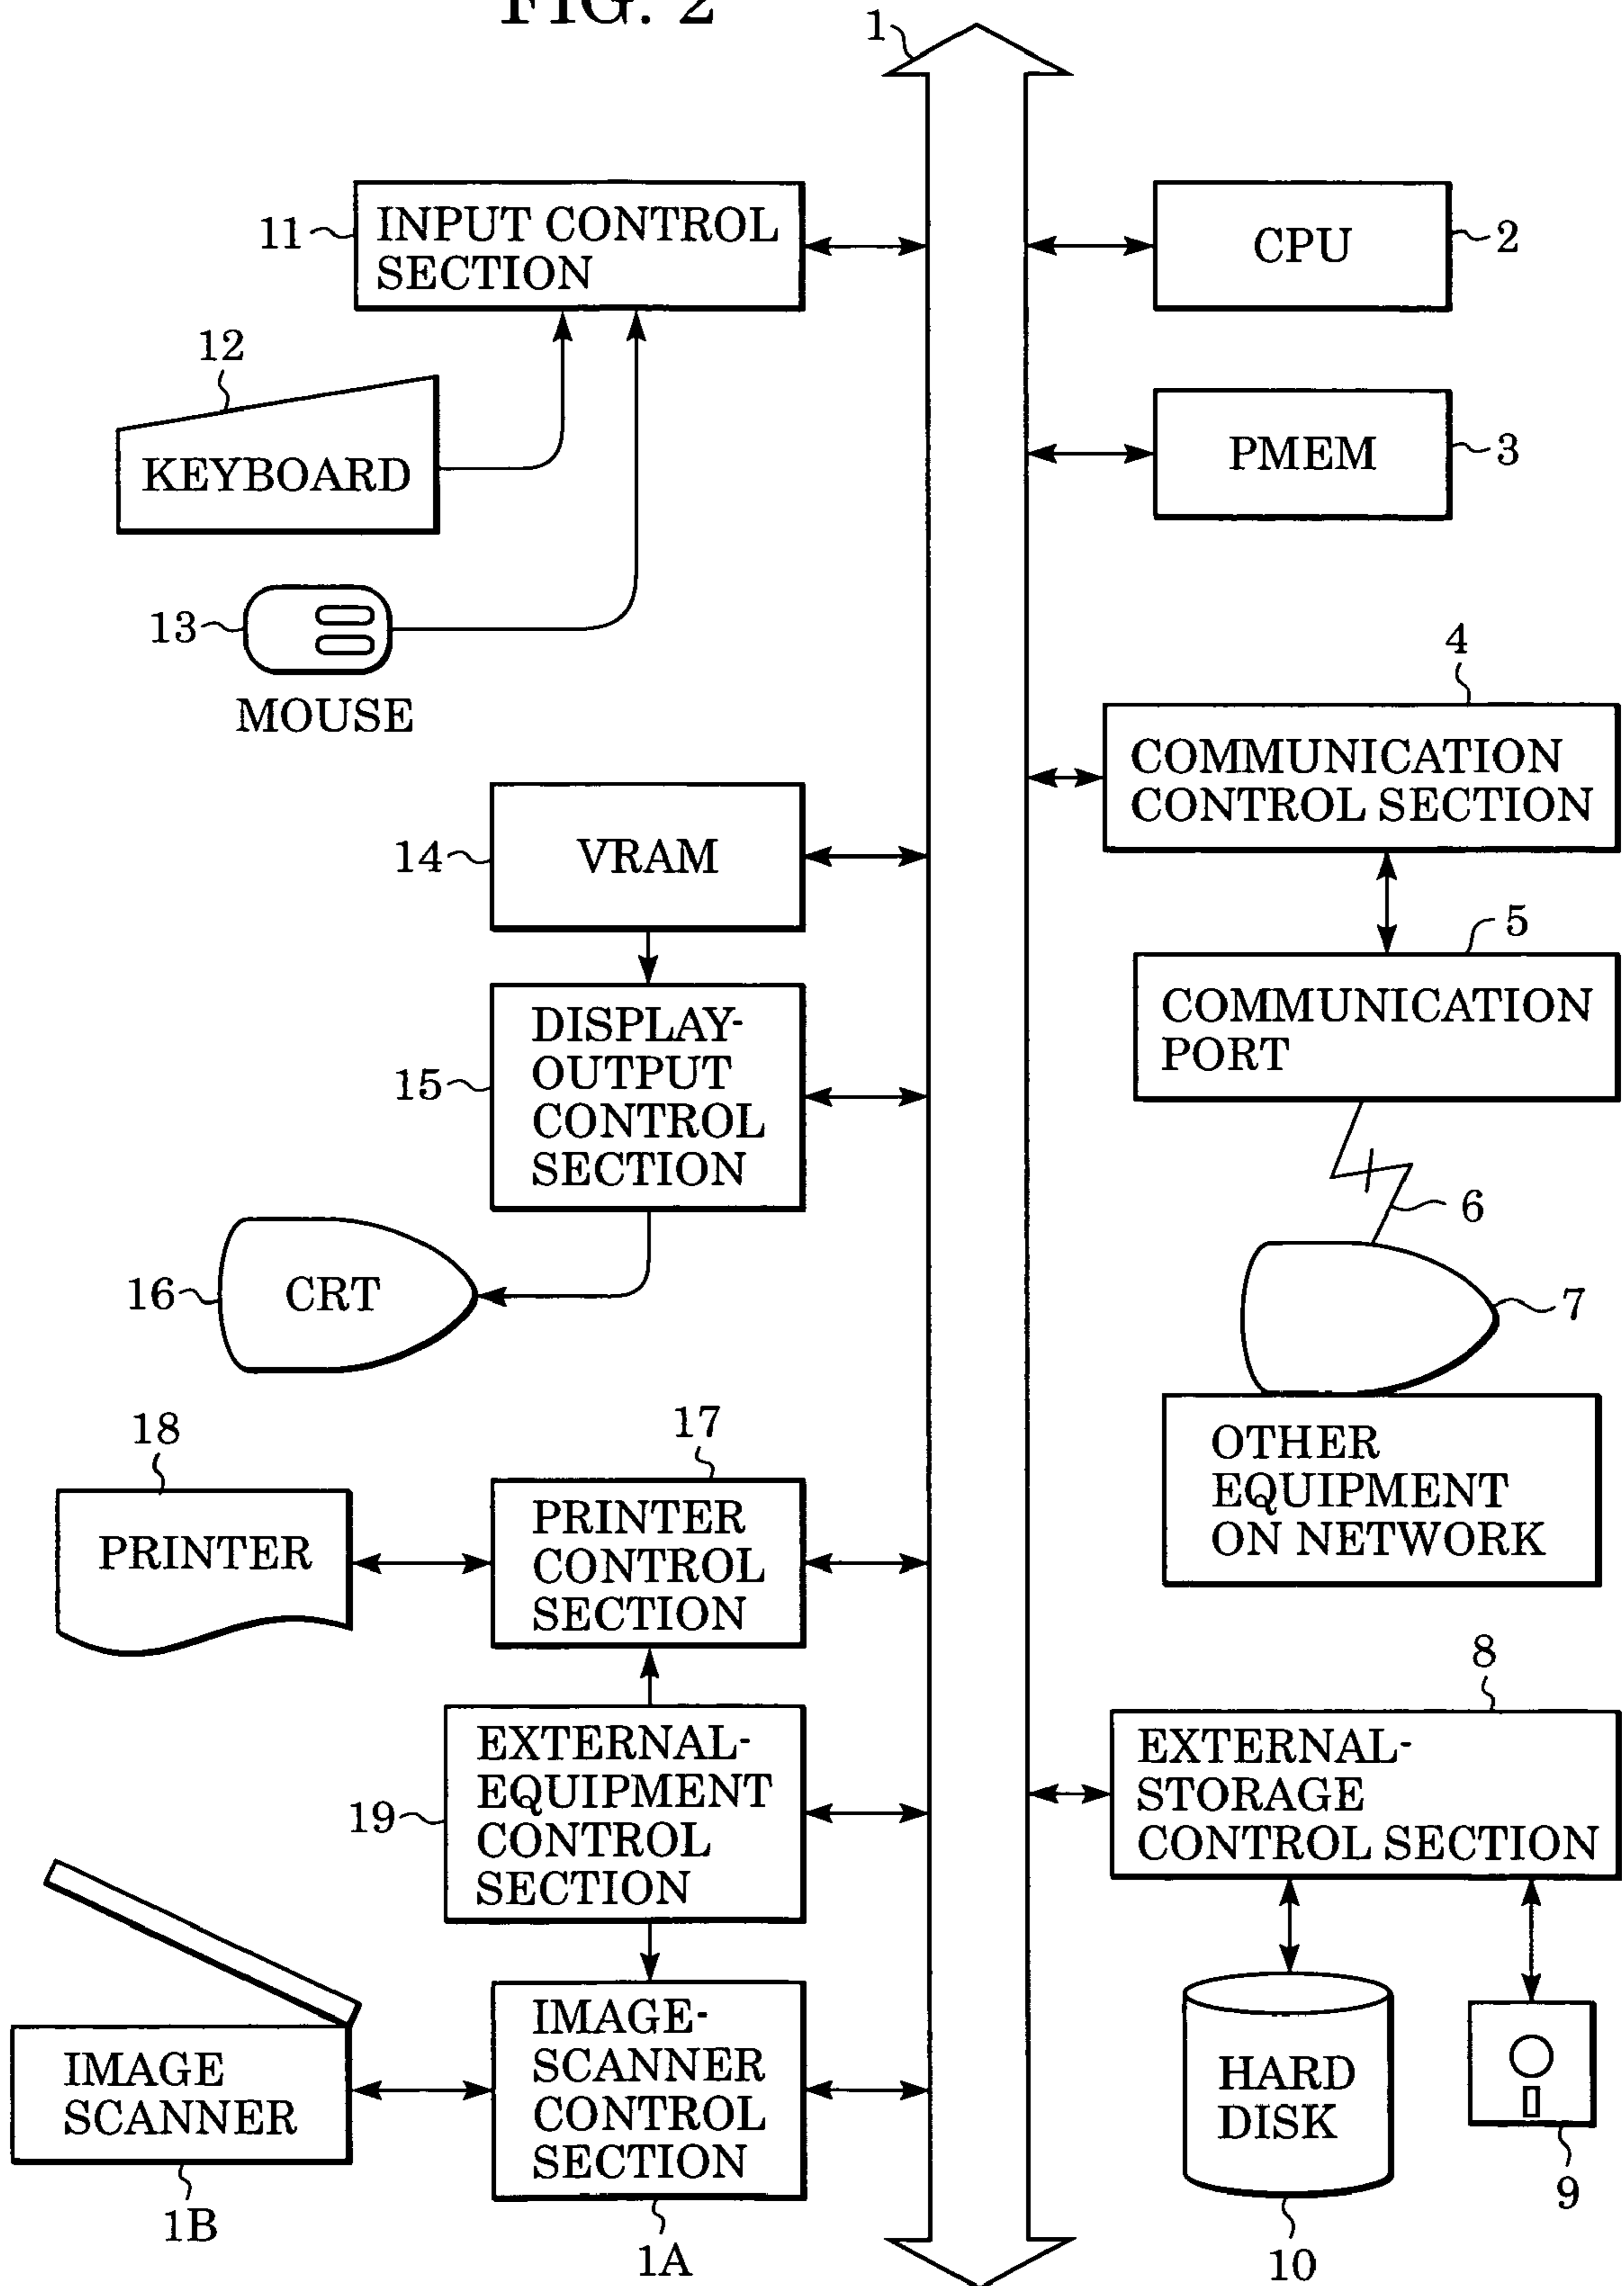 FIG. 2
1
11
INPUT CONTROL
SECTION
CPU
2
12
KEYBOARD
PMEM
3
13
MOUSE
4
COMMUNICATION
CONTROL SECTION
14
VRAM
5
COMMUNICATION
PORT
15
DISPLAY-
OUTPUT
CONTROL
SECTION
6
16
CRT
7
OTHER
EQUIPMENT
ON NETWORK
18
PRINTER
17
PRINTER
CONTROL
SECTION
8
EXTERNAL-
STORAGE
CONTROL SECTION
19
EXTERNAL-
EQUIPMENT
CONTROL
SECTION
IMAGE
SCANNER
1B
IMAGE-
SCANNER
CONTROL
SECTION
1A
HARD
DISK
10
9